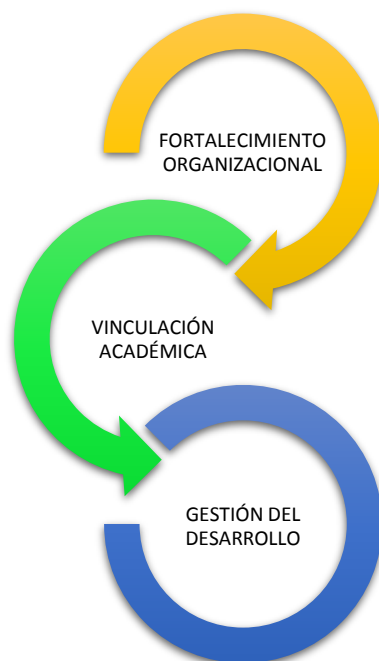 FORTALECIMIENTO
ORGANIZACIONAL
VINCULACIÓN
ACADÉMICA
GESTIÓN DEL
DESARROLLO